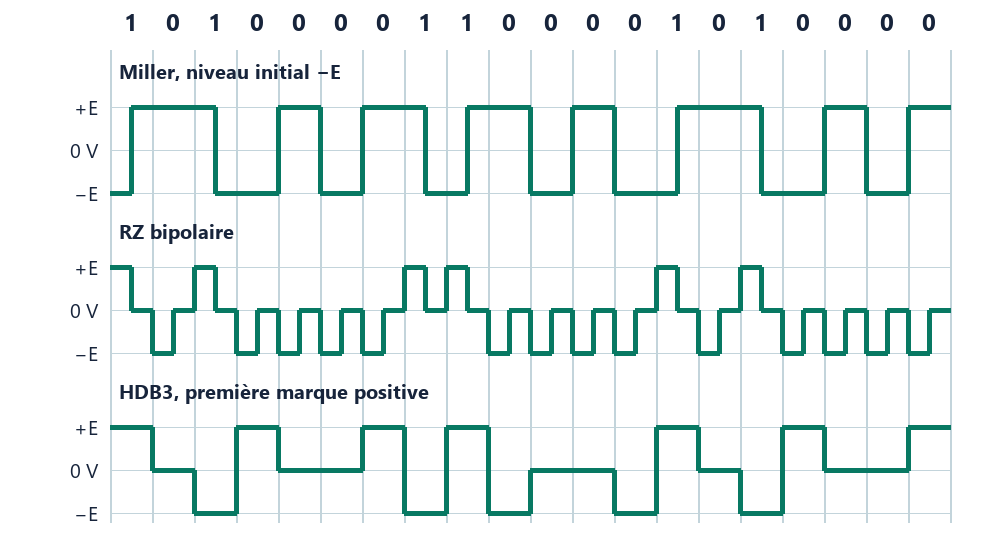 1 0 1 0 0 0 0 1 1 0 0 0 0 1 0 1 0 0 0 0
Miller, niveau initial −E
+E
0 V
−E
RZ bipolaire
+E
0 V
−E
HDB3, première marque positive
+E
0 V
−E